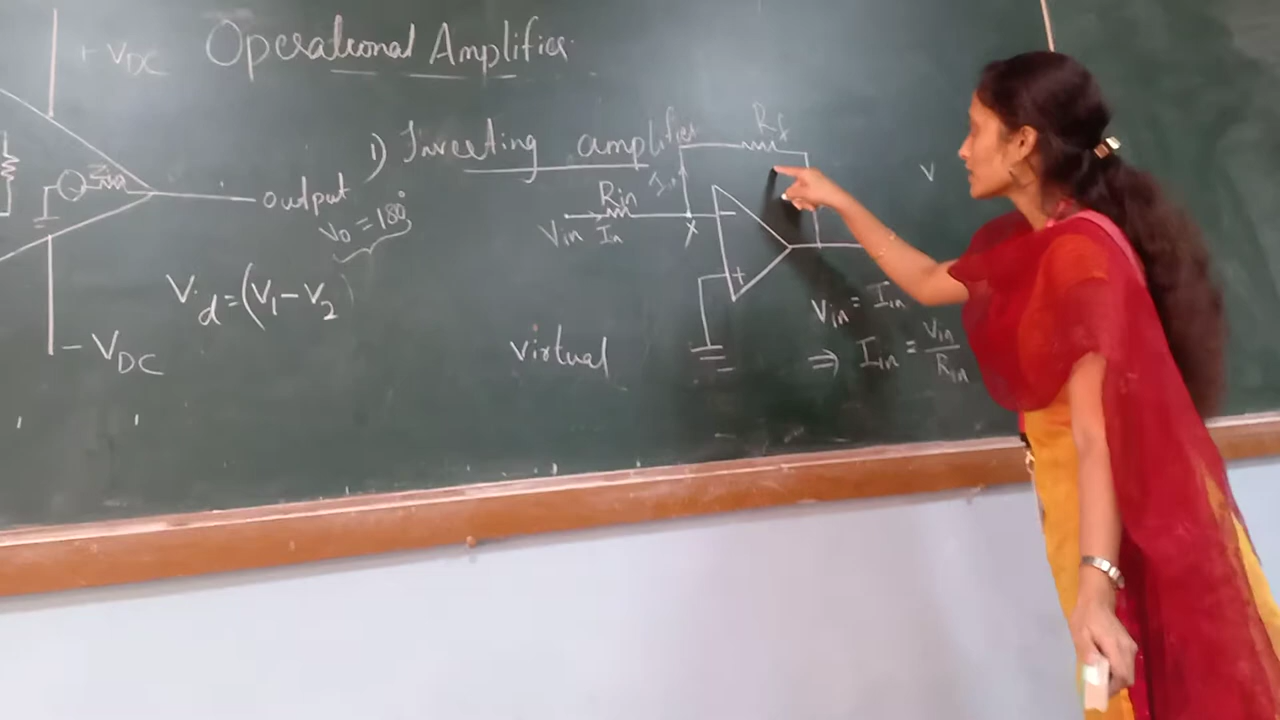 Operational Amplifier
+ VDC
1) Inverting amplifier
Rf
Zin
output
Vo = 180°
Rin
Vin
Iin
X
-
+
V
Vd = (V1 - V2)
- VDC
virtual
Vin = Iin
⇒ Iin = Vin / Rin